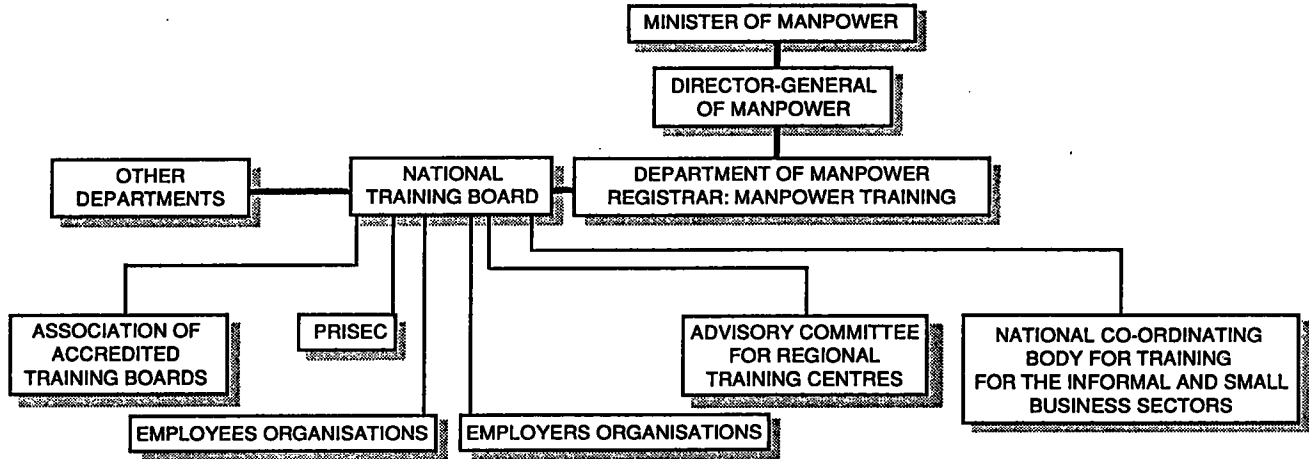 MINISTER OF MANPOWER
DIRECTOR-GENERAL
OF MANPOWER
OTHER
DEPARTMENTS
NATIONAL
TRAINING BOARD
DEPARTMENT OF MANPOWER
REGISTRAR: MANPOWER TRAINING
ASSOCIATION OF
ACCREDITED
TRAINING BOARDS
PRISEC
ADVISORY COMMITTEE
FOR REGIONAL
TRAINING CENTRES
NATIONAL CO-ORDINATING
BODY FOR TRAINING
FOR THE INFORMAL AND SMALL
BUSINESS SECTORS
EMPLOYEES ORGANISATIONS
EMPLOYERS ORGANISATIONS